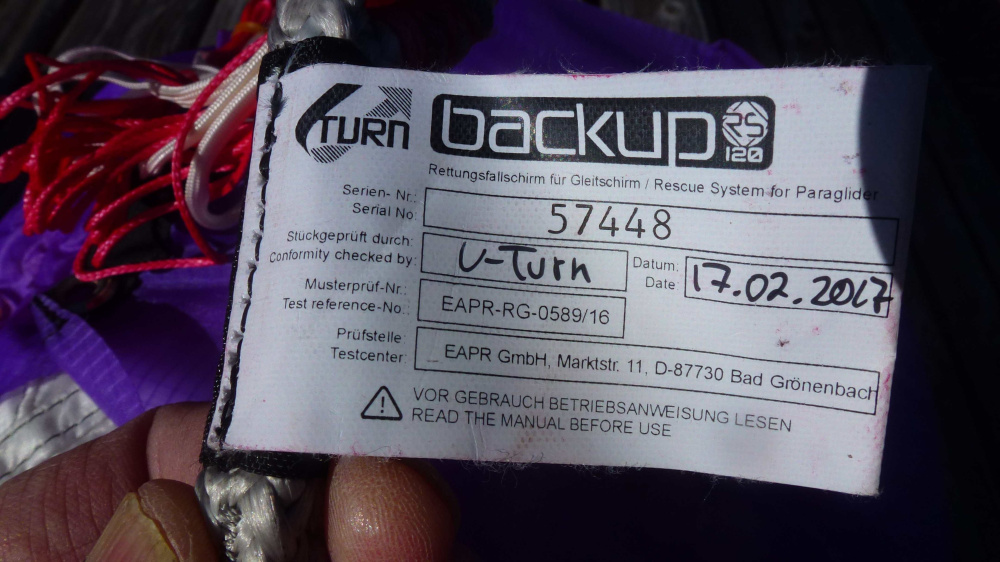 U TURN backup RS 120
Rettungsfallschirm für Gleitschirm / Rescue System for Paraglider
Serien- Nr.:
Serial No: 57448
Stückgeprüft durch:
Conformity checked by: U-Turn
Datum:
Date: 17.02.2017
Musterprüf-Nr.:
Test reference-No.: EAPR-RG-0589/16
Prüfstelle:
Testcenter: _ EAPR GmbH, Marktstr. 11, D-87730 Bad Grönenbach
VOR GEBRAUCH BETRIEBSANWEISUNG LESEN
READ THE MANUAL BEFORE USE